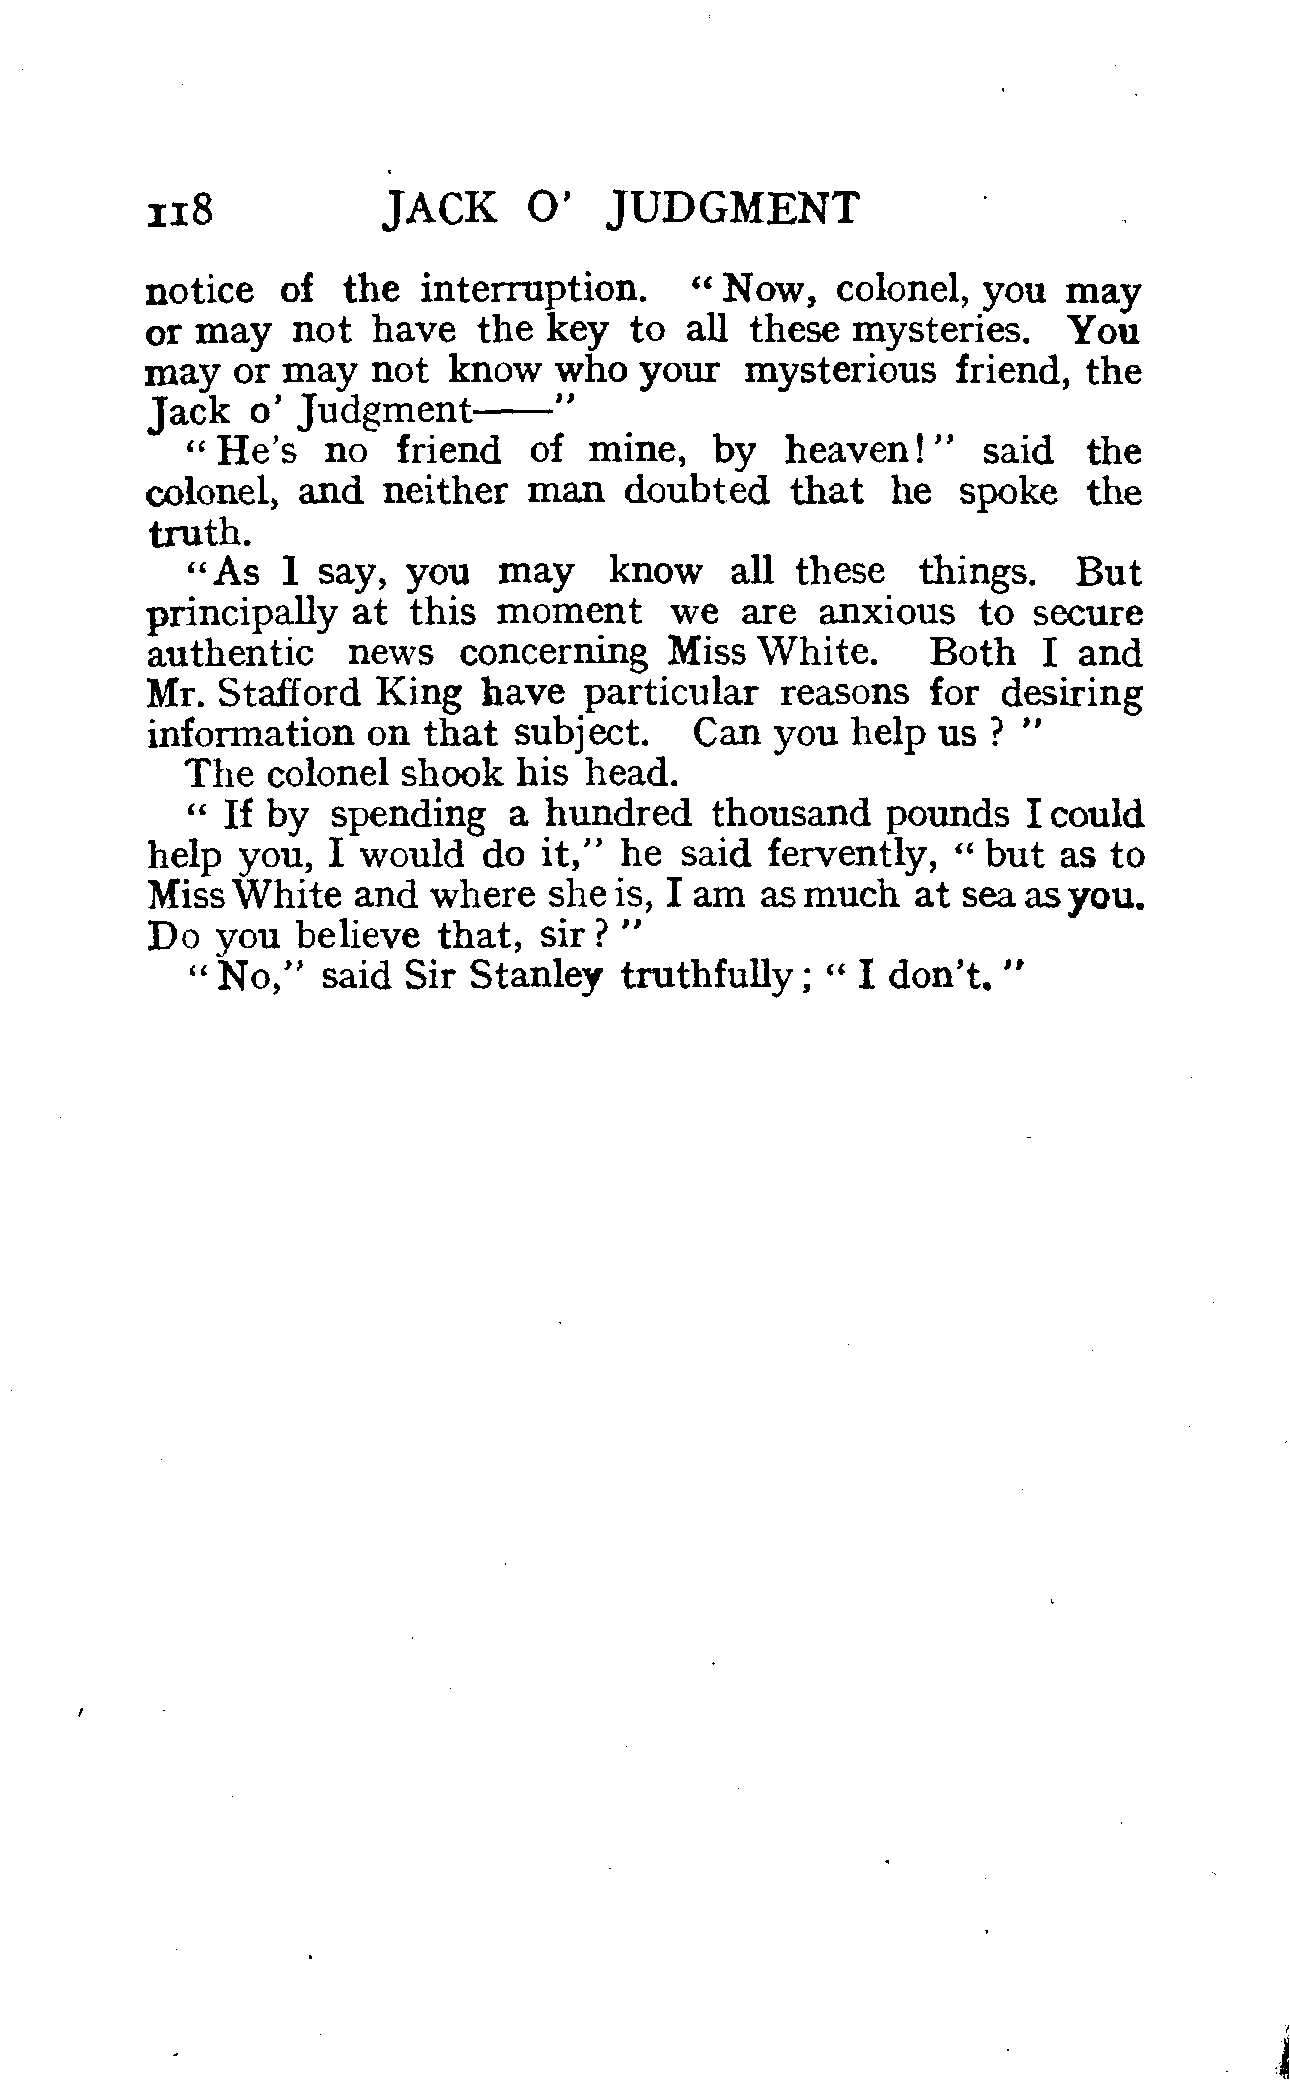 118 JACK O' JUDGMENT
notice of the interruption. “Now, colonel, you may
or may not have the key to all these mysteries. You
may or may not know who your mysterious friend, the
Jack o' Judgment——”
“He's no friend of mine, by heaven!” said the
colonel, and neither man doubted that he spoke the
truth.
“As I say, you may know all these things. But
principally at this moment we are anxious to secure
authentic news concerning Miss White. Both I and
Mr. Stafford King have particular reasons for desiring
information on that subject. Can you help us ? ”
The colonel shook his head.
“ If by spending a hundred thousand pounds I could
help you, I would do it,” he said fervently, “ but as to
Miss White and where she is, I am as much at sea as you.
Do you believe that, sir ? ”
“No,” said Sir Stanley truthfully ; “ I don't. ”